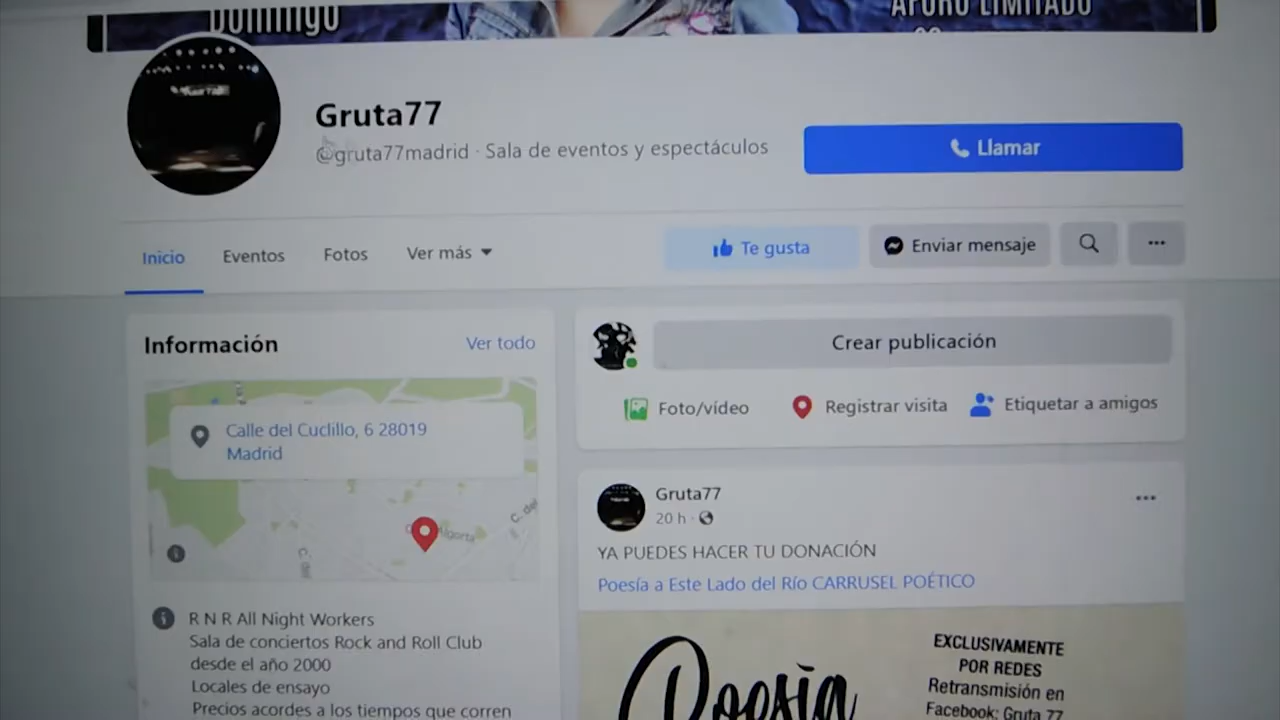 Domingo
AFORO LIMITADO
Gruta77
@gruta77madrid · Sala de eventos y espectáculos
Llamar
Inicio
Eventos
Fotos
Ver más
Te gusta
Enviar mensaje
Información
Ver todo
Crear publicación
Foto/vídeo
Registrar visita
Etiquetar a amigos
Calle del Cuclillo, 6 28019
Madrid
C. de
Algorta
Gruta77
20 h ·
YA PUEDES HACER TU DONACIÓN
Poesía a Este Lado del Río CARRUSEL POÉTICO
R N R All Night Workers
Sala de conciertos Rock and Roll Club
desde el año 2000
Locales de ensayo
Precios acordes a los tiempos que corren
Poesía
EXCLUSIVAMENTE
POR REDES
Retransmisión en
Facebook: Gruta 77